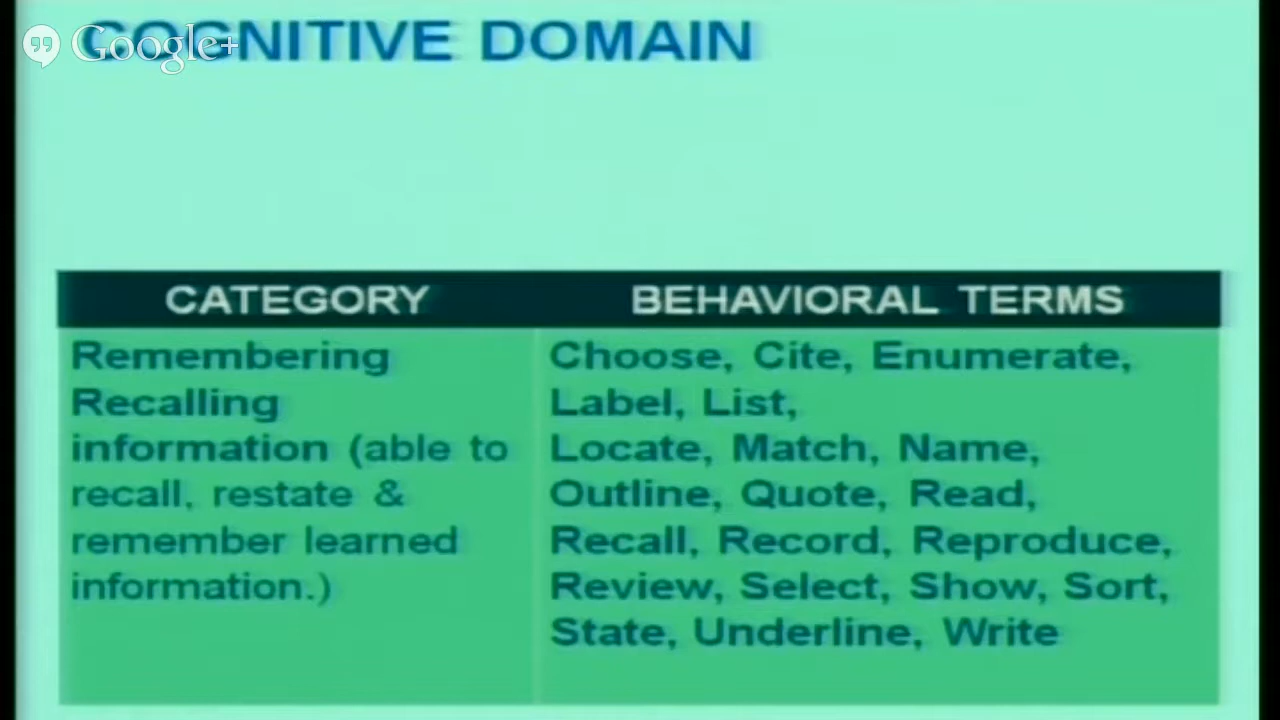 COGNITIVE DOMAIN
Google+
CATEGORY
BEHAVIORAL TERMS
Remembering
Recalling
information (able to
recall, restate &
remember learned
information.)
Choose, Cite, Enumerate,
Label, List,
Locate, Match, Name,
Outline, Quote, Read,
Recall, Record, Reproduce,
Review, Select, Show, Sort,
State, Underline, Write